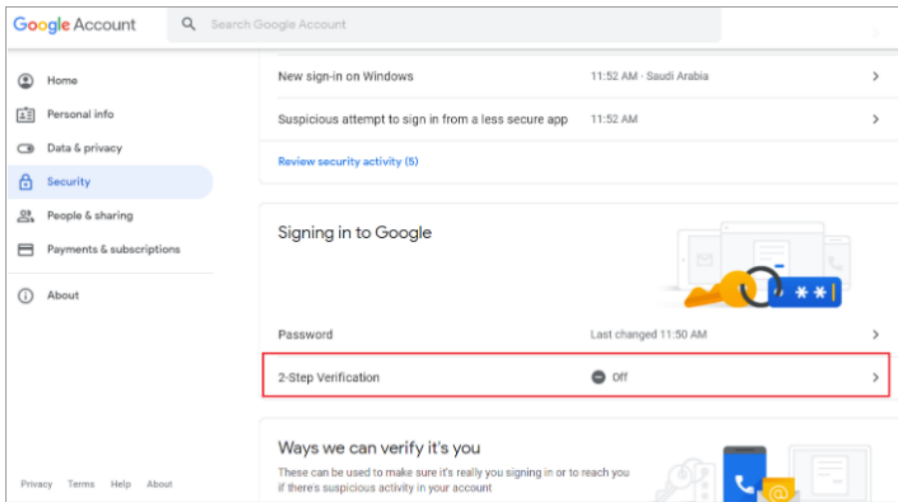 Google Account
Search Google Account
Home
Personal info
Data & privacy
Security
People & sharing
Payments & subscriptions
About
Privacy Terms Help About
New sign-in on Windows 11:52 AM · Saudi Arabia
Suspicious attempt to sign in from a less secure app 11:52 AM
Review security activity (5)
Signing in to Google
**
Password Last changed 11:50 AM
2-Step Verification Off
Ways we can verify it's you
These can be used to make sure it's really you signing in or to reach you
if there's suspicious activity in your account
@